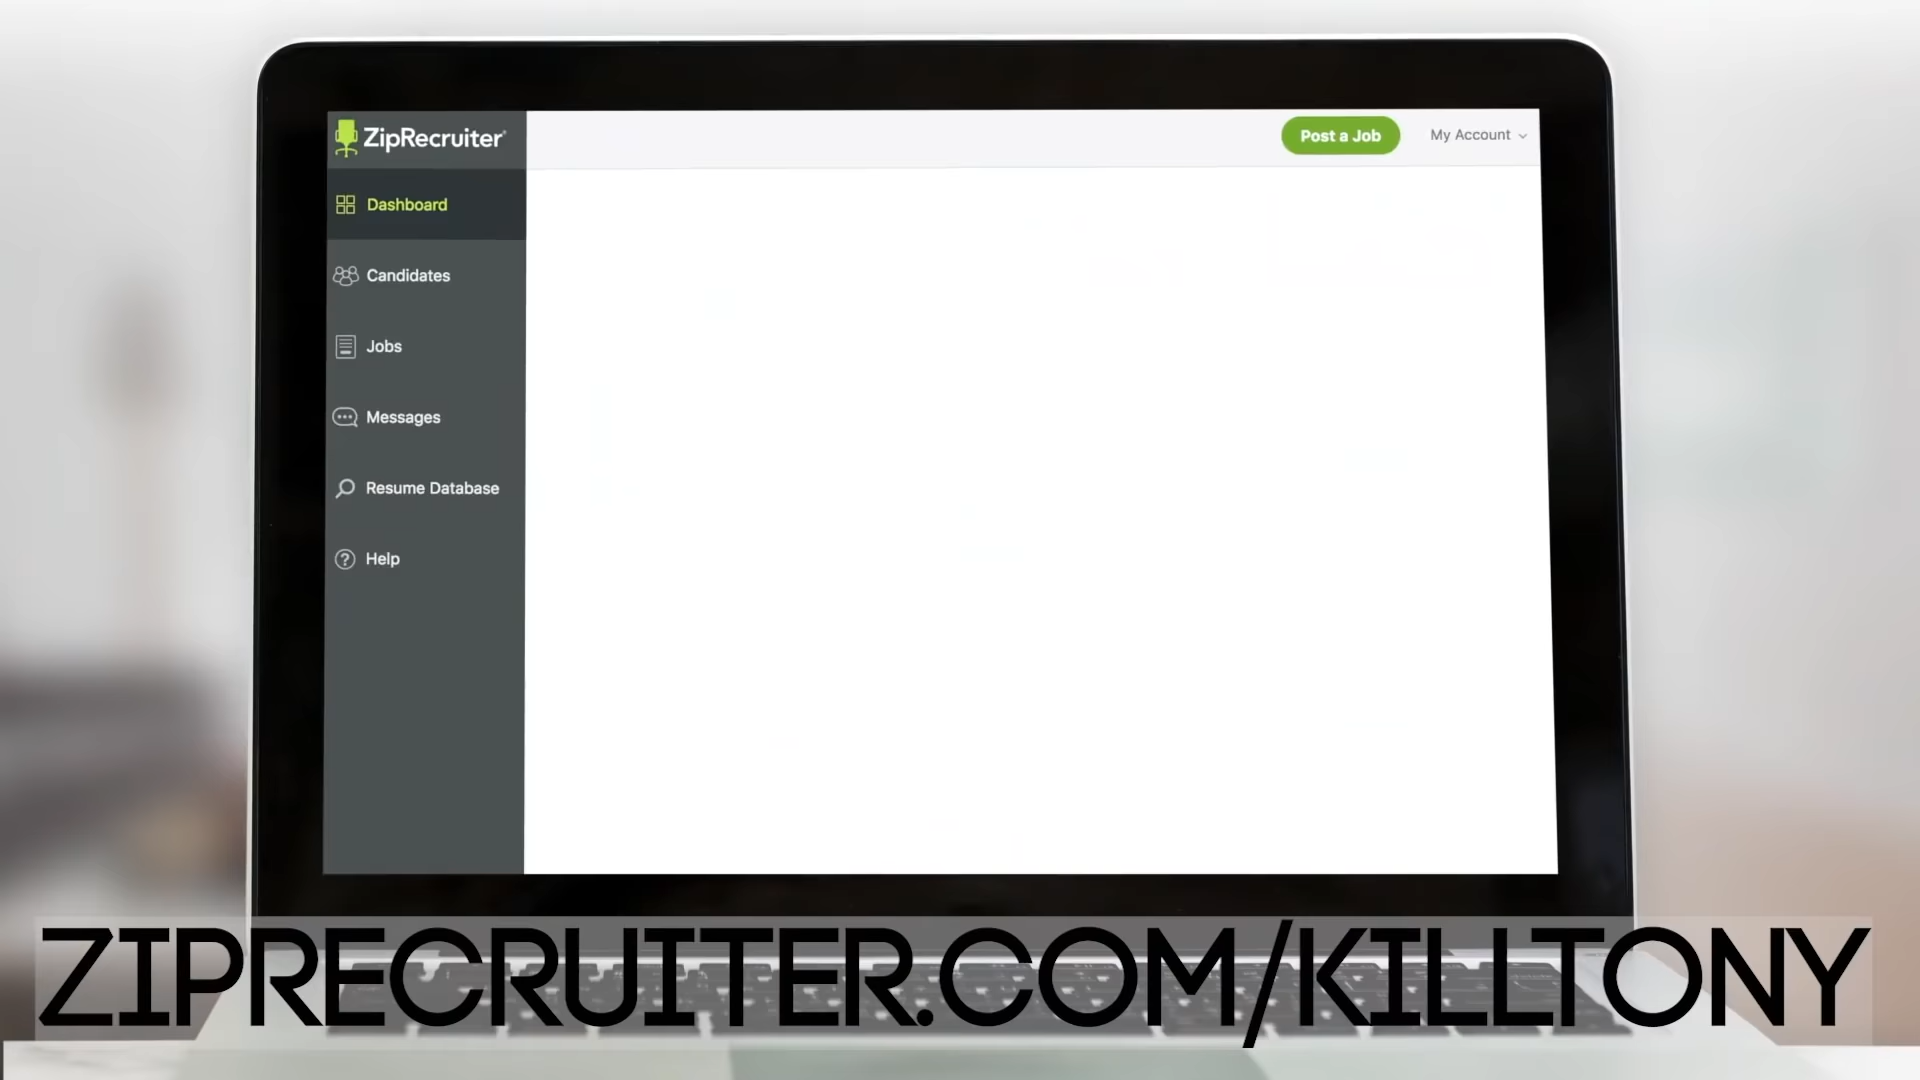 ZipRecruiter
Post a Job
My Account
Dashboard
Candidates
Jobs
Messages
Resume Database
Help
ZIPRECRUITER.COM/KILLTONY